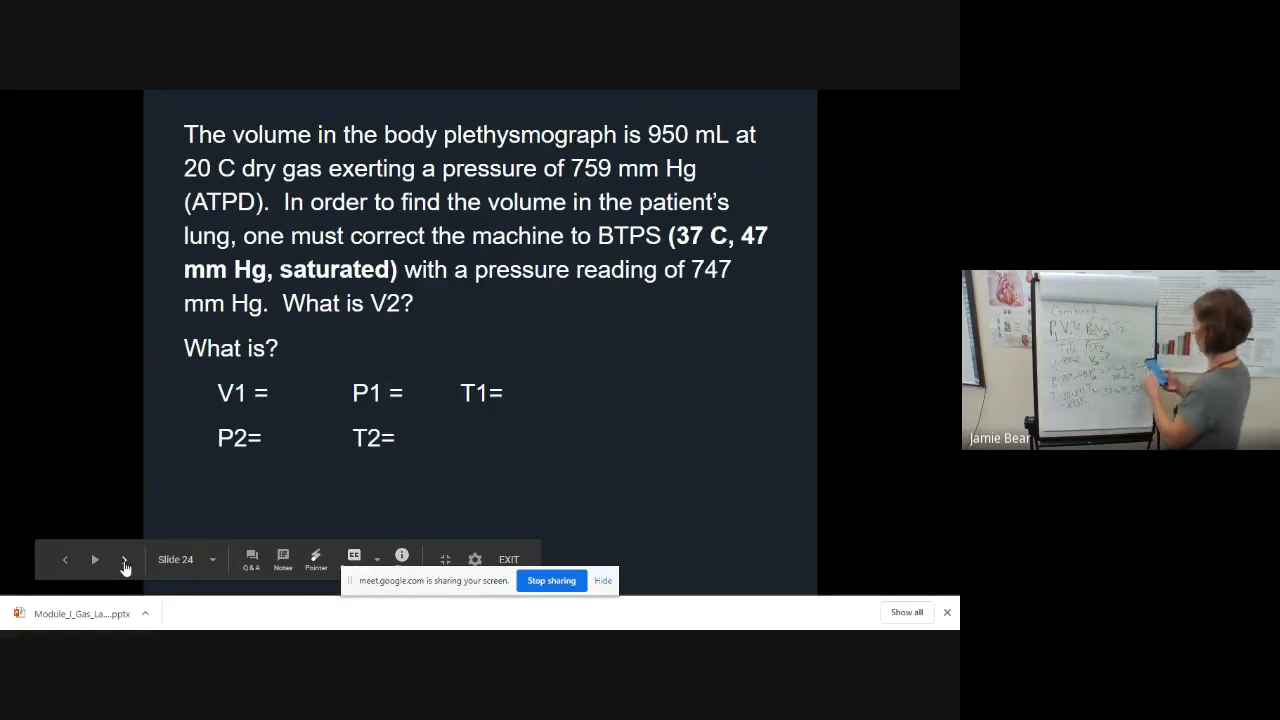 The volume in the body plethysmograph is 950 mL at
20 C dry gas exerting a pressure of 759 mm Hg
(ATPD). In order to find the volume in the patient's
lung, one must correct the machine to BTPS (37 C, 47
mm Hg, saturated) with a pressure reading of 747
mm Hg. What is V2?
What is?
V1 = P1 = T1=
P2= T2=
Slide 24
Q & A Notes Pointer EXIT
meet.google.com is sharing your screen. Stop sharing Hide
Module_I_Gas_La....pptx
Show all
Combined
P1 V1
Jamie Bear